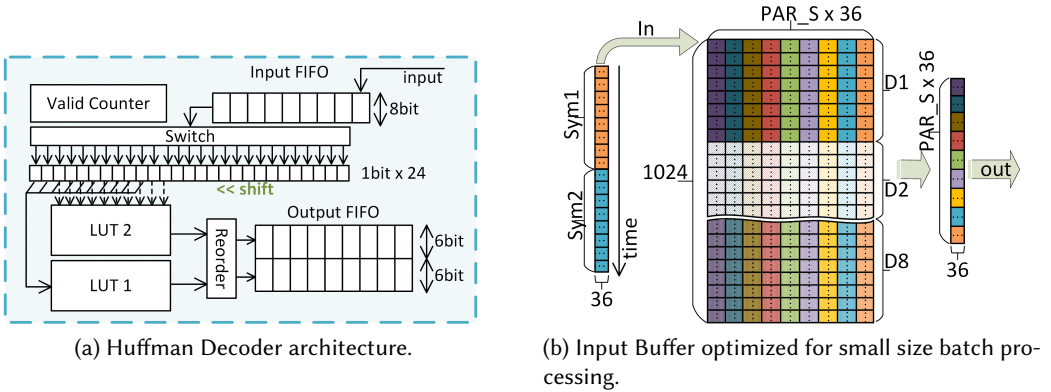 Input FIFO
input
Valid Counter
8bit
Switch
1bit x 24
<< shift
LUT 2
Output FIFO
Reorder
6bit
LUT 1
6bit
(a) Huffman Decoder architecture.
PAR_S x 36
In
Sym1
Sym2
time
36
1024
D1
D2
D8
PAR_S x 36
out
36
(b) Input Buffer optimized for small size batch pro-
cessing.